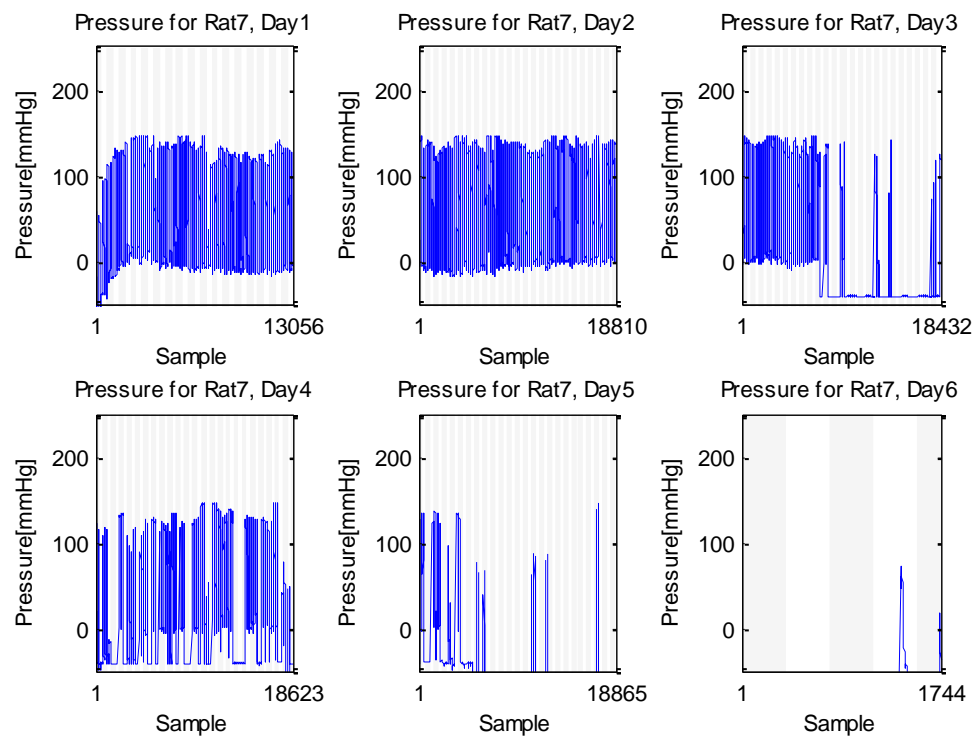 Pressure for Rat7, Day1
Pressure[mmHg]
200
100
0
1
13056
Sample
Pressure for Rat7, Day2
Pressure[mmHg]
200
100
0
1
18810
Sample
Pressure for Rat7, Day3
Pressure[mmHg]
200
100
0
1
18432
Sample
Pressure for Rat7, Day4
Pressure[mmHg]
200
100
0
1
18623
Sample
Pressure for Rat7, Day5
Pressure[mmHg]
200
100
0
1
18865
Sample
Pressure for Rat7, Day6
Pressure[mmHg]
200
100
0
1
1744
Sample